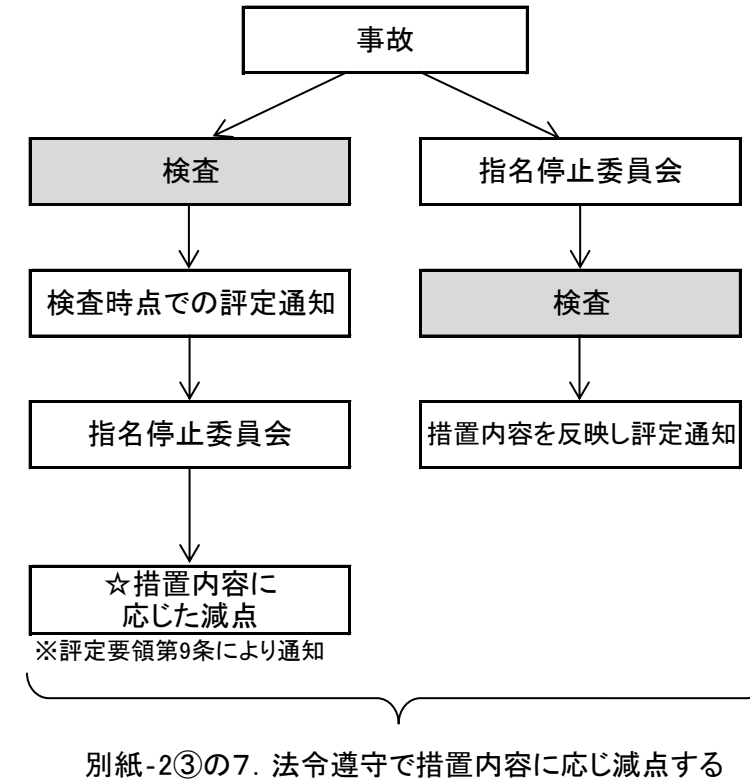 事故
検査
指名停止委員会
検査時点での評定通知
検査
指名停止委員会
措置内容を反映し評定通知
☆措置内容に
応じた減点
※評定要領第9条により通知
別紙-2③の7．法令遵守で措置内容に応じ減点する